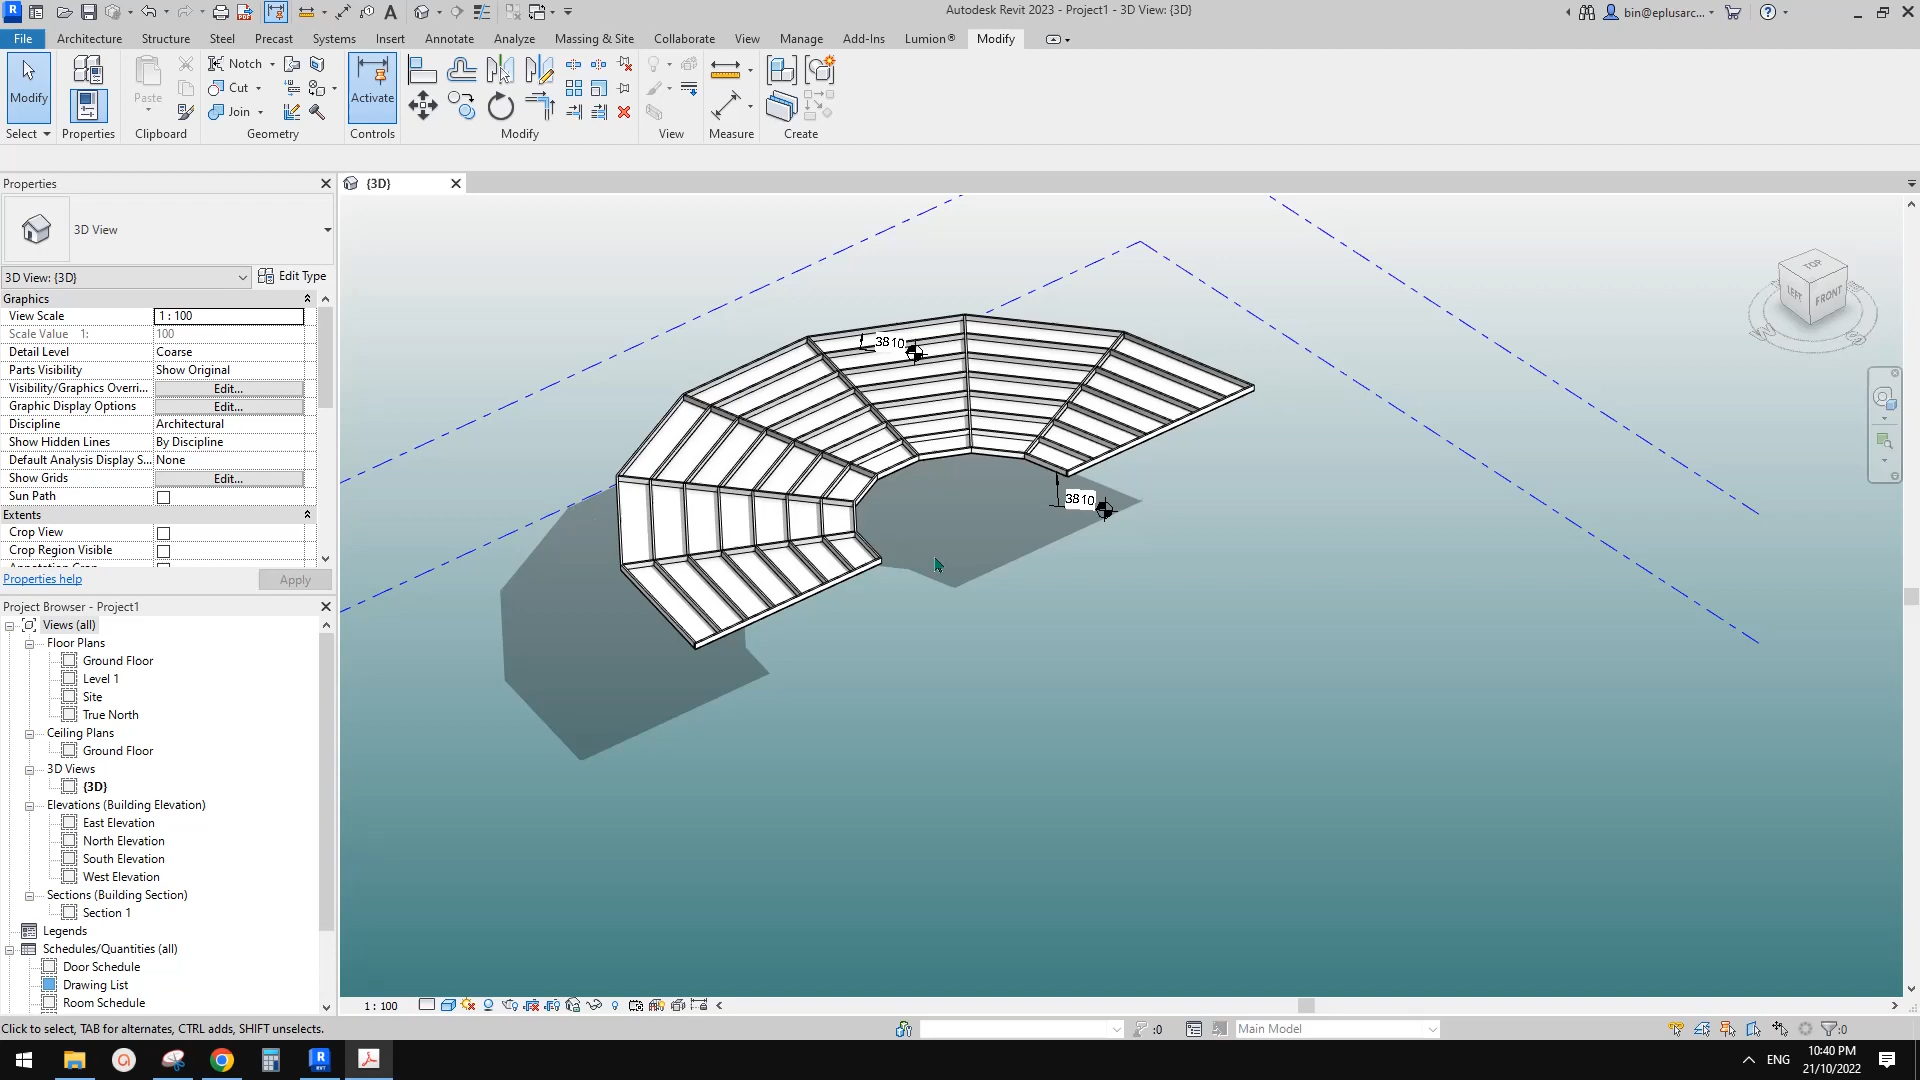 Autodesk Revit 2023 - Project1 - 3D View: {3D}
bin@eplusarc...
File Architecture Structure Steel Precast Systems Insert Annotate Analyze Massing & Site Collaborate View Manage Add-Ins Lumion® Modify
Modify
Paste
Notch
Cut
Join
Activate
Select Properties Clipboard Geometry Controls Modify View Measure Create
Properties
{3D}
3D View
3D View: {3D}
Edit Type
Graphics
View Scale 1 : 100
Scale Value 1: 100
Detail Level Coarse
Parts Visibility Show Original
Visibility/Graphics Overri... Edit...
Graphic Display Options Edit...
Discipline Architectural
Show Hidden Lines By Discipline
Default Analysis Display S... None
Show Grids Edit...
Sun Path
Extents
Crop View
Crop Region Visible
Properties help
Apply
Project Browser - Project1
Views (all)
Floor Plans
Ground Floor
Level 1
Site
True North
Ceiling Plans
Ground Floor
3D Views
{3D}
Elevations (Building Elevation)
East Elevation
North Elevation
South Elevation
West Elevation
Sections (Building Section)
Section 1
Legends
Schedules/Quantities (all)
Door Schedule
Drawing List
Room Schedule
3810
3810
TOP
LEFT
FRONT
W
S
1 : 100
Click to select, TAB for alternates, CTRL adds, SHIFT unselects.
:0
Main Model
:0
ENG
10:40 PM
21/10/2022